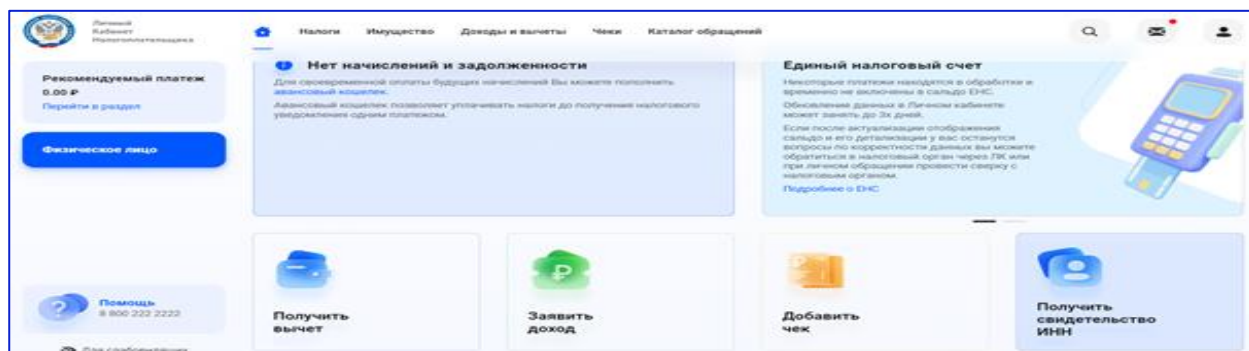 Личный
Кабинет
Налогоплательщика
Налоги Имущество Доходы и вычеты Чеки Каталог обращений
Рекомендуемый платеж
0.00 ₽
Перейти в раздел
Физическое лицо
Нет начислений и задолженности
Для своевременной оплаты будущих начислений Вы можете пополнить
авансовый кошелек.
Авансовый кошелек позволяет уплачивать налоги до получения налогового
уведомления одним платежом.
Единый налоговый счет
Некоторые платежи находятся в обработке и
временно не включены в сальдо ЕНС.
Обновление данных в Личном кабинете
может занять до 3х дней.
Если после актуализации отображения
сальдо и его детализации у вас останутся
вопросы по корректности данных вы можете
обратиться в налоговый орган через ЛК или
при личном обращении провести сверку с
налоговым органом.
Подробнее о ЕНС
Получить
вычет
Заявить
доход
Добавить
чек
Получить
свидетельство
ИНН
Помощь
8 800 222 2222
Для слабовидящих